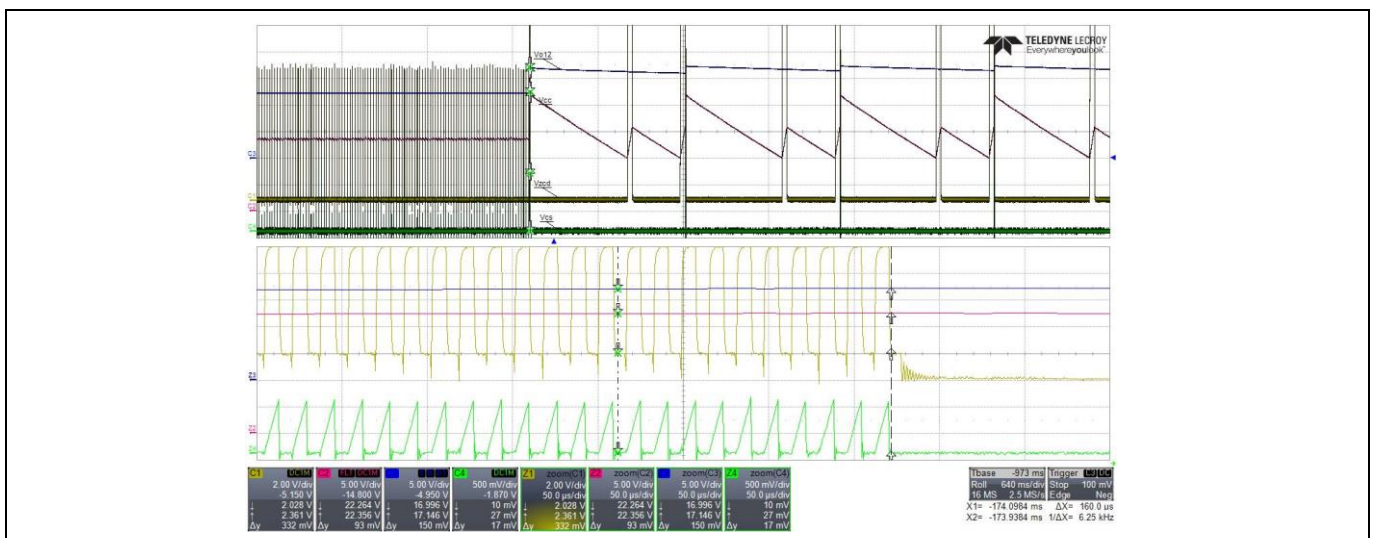 TELEDYNE LECROY
Everywhereyoulook"
Vo12
Vcc
Vzcd
Vcs
C1 DC1M
2.00 V/div
-5.150 V
2.028 V
2.361 V
Δy 332 mV
C2 FLT DC1M
5.00 V/div
-14.800 V
22.264 V
22.356 V
Δy 93 mV
5.00 V/div
-4.950 V
16.996 V
17.146 V
Δy 150 mV
C4 DC1M
500 mV/div
-1.870 V
10 mV
27 mV
Δy 17 mV
Z1 zoom(C1)
2.00 V/div
50.0 µs/div
2.028 V
2.361 V
Δy 332 mV
Z2 zoom(C2)
5.00 V/div
50.0 µs/div
22.264 V
22.356 V
Δy 93 mV
zoom(C3)
5.00 V/div
50.0 µs/div
16.996 V
17.146 V
Δy 150 mV
Z4 zoom(C4)
500 mV/div
50.0 µs/div
10 mV
27 mV
Δy 17 mV
Tbase -973 ms
Roll 640 ms/div
16 MS 2.5 MS/s
Trigger C3 DC
Stop 100 mV
Edge Neg
X1= -174.0984 ms ΔX= 160.0 µs
X2= -173.9384 ms 1/ΔX= 6.25 kHz